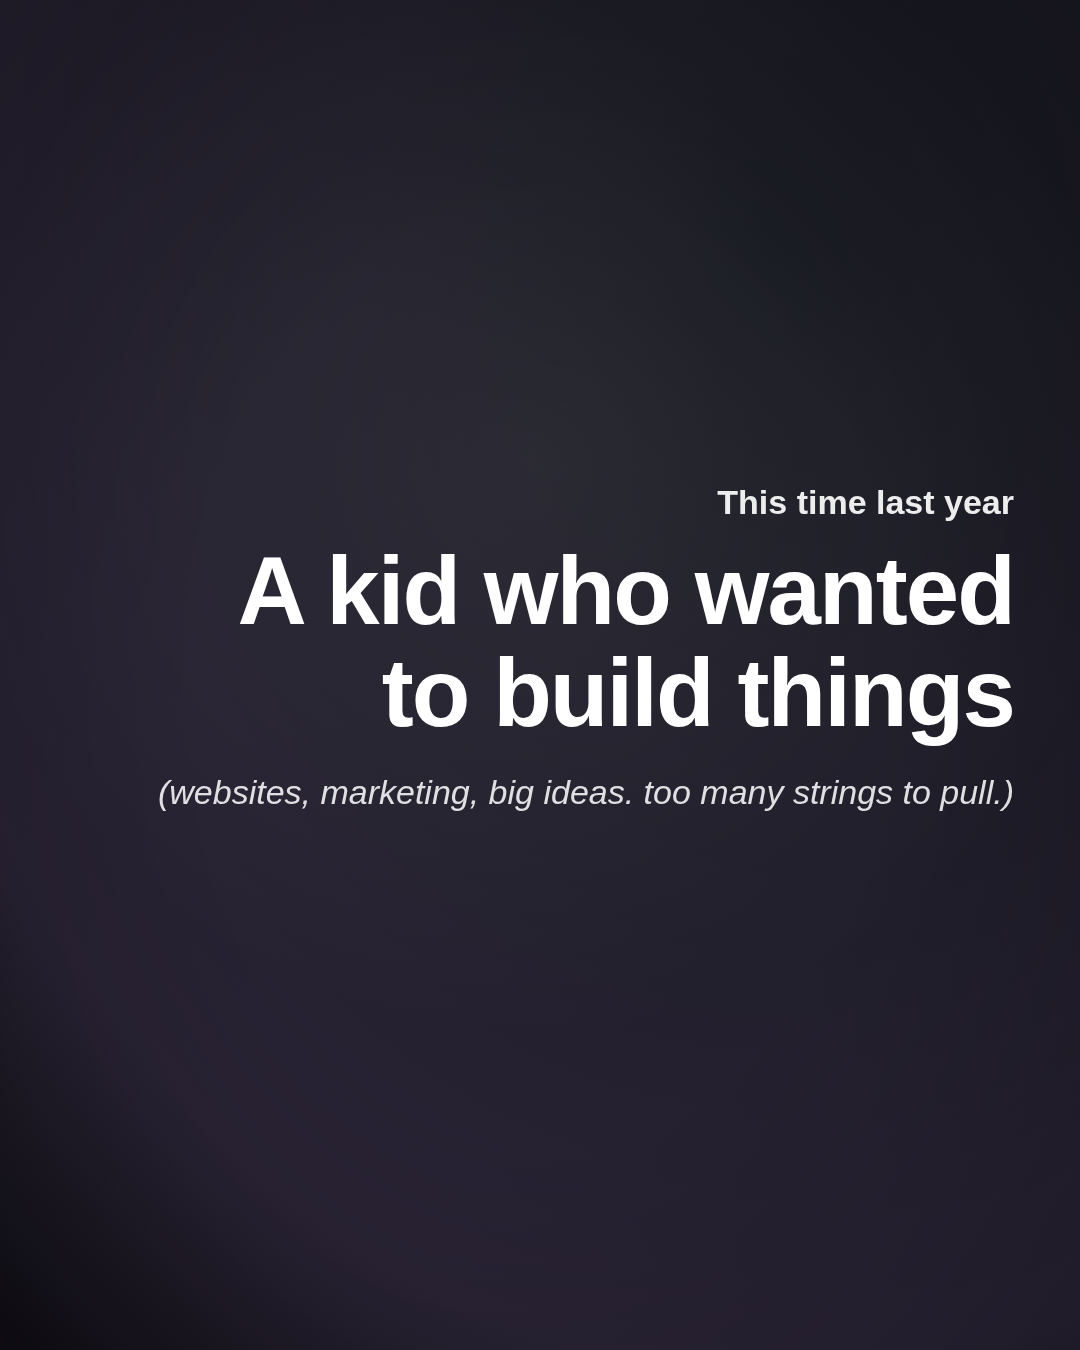 This time last year
A kid who wanted
to build things
(websites, marketing, big ideas. too many strings to pull.)